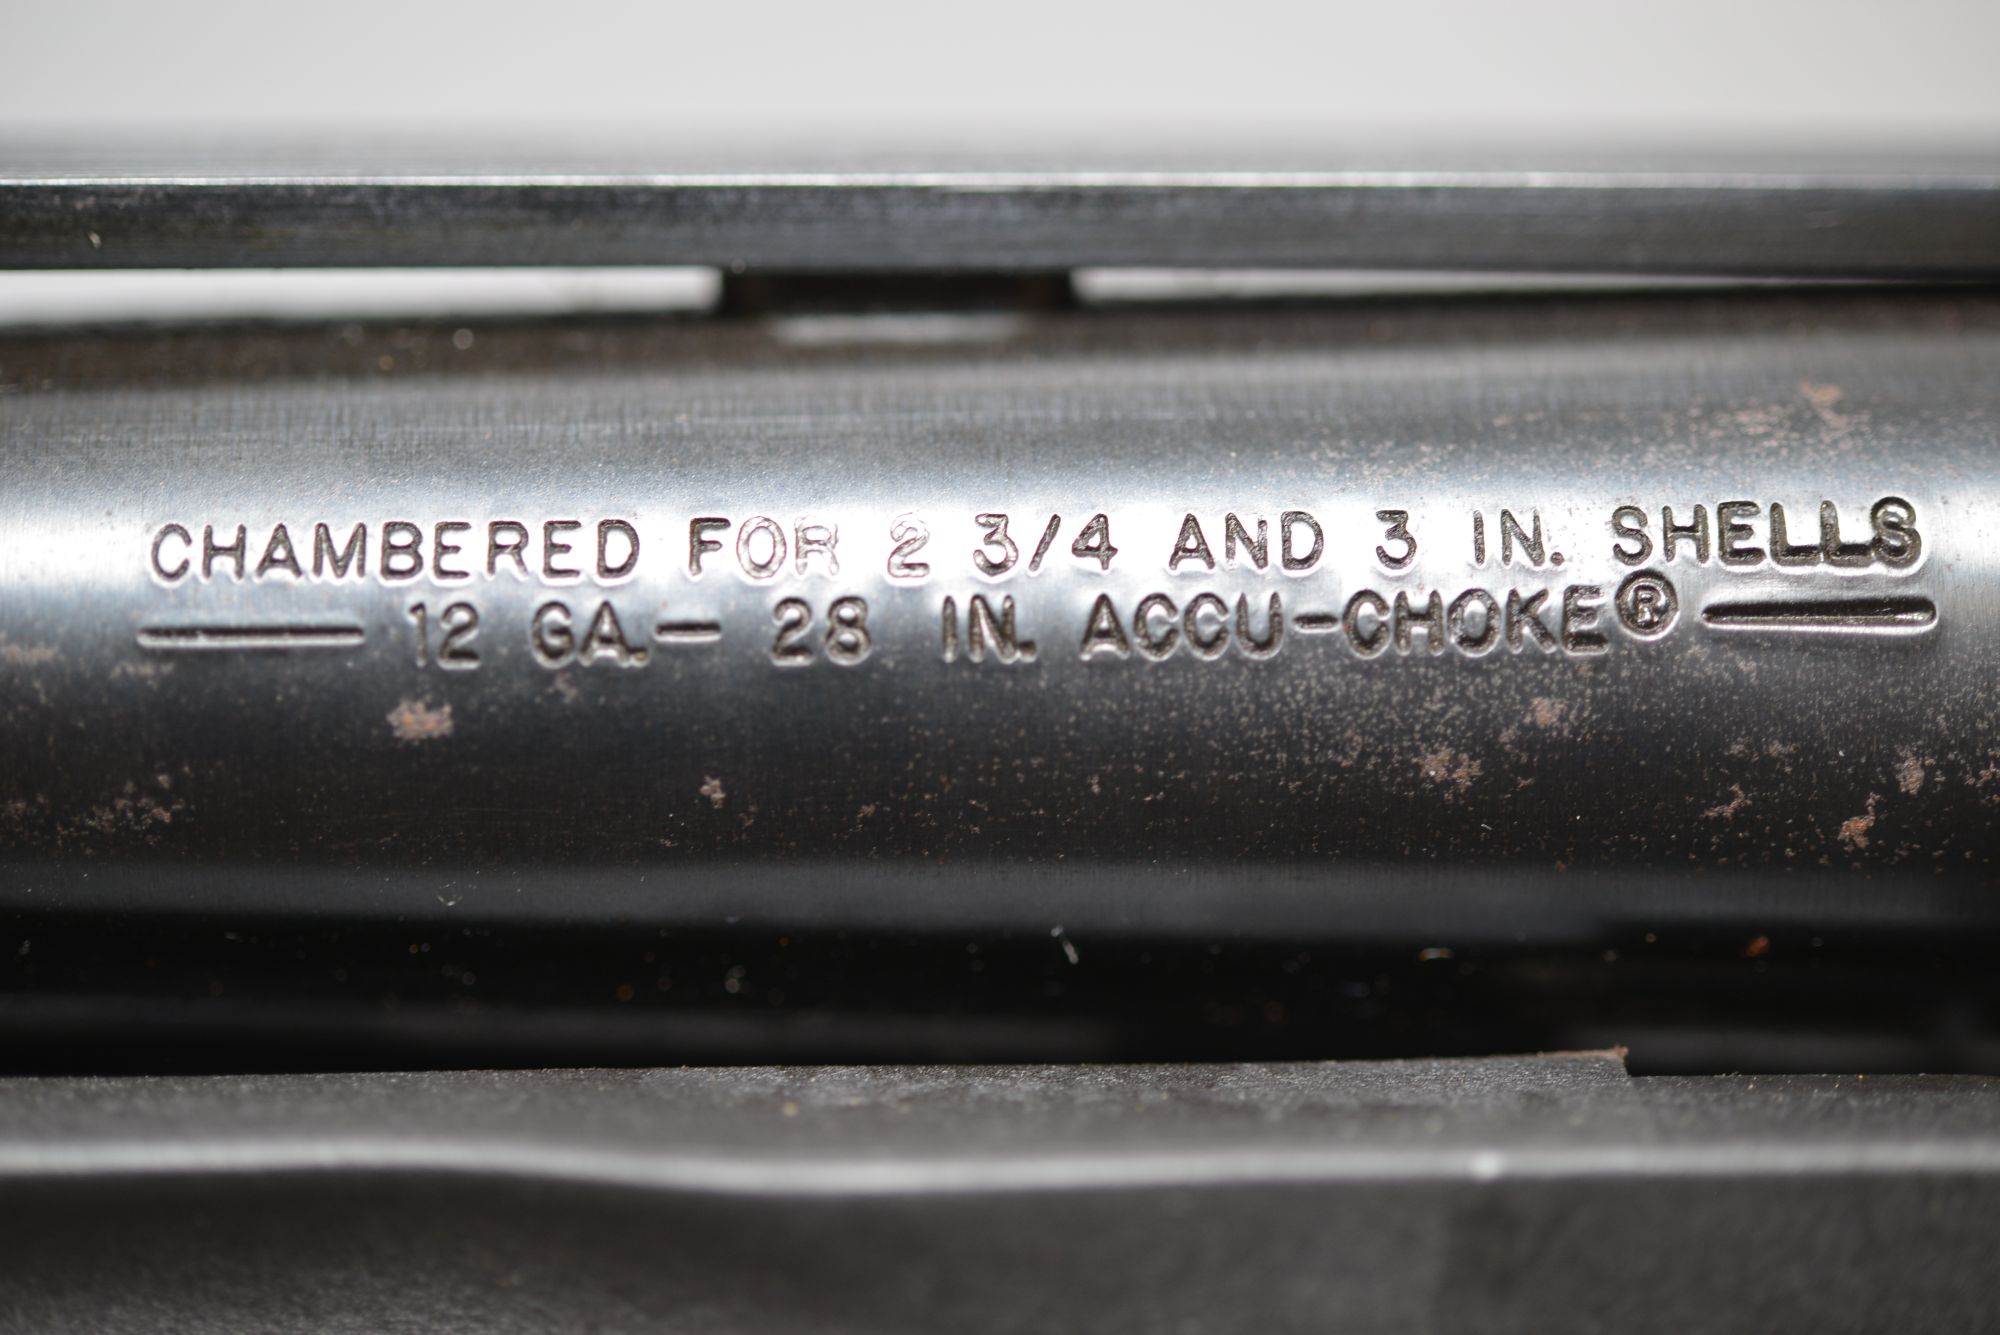 CHAMBERED FOR 2 3/4 AND 3 IN. SHELLS
— 12 GA. — 28 IN. ACCU-CHOKE® —